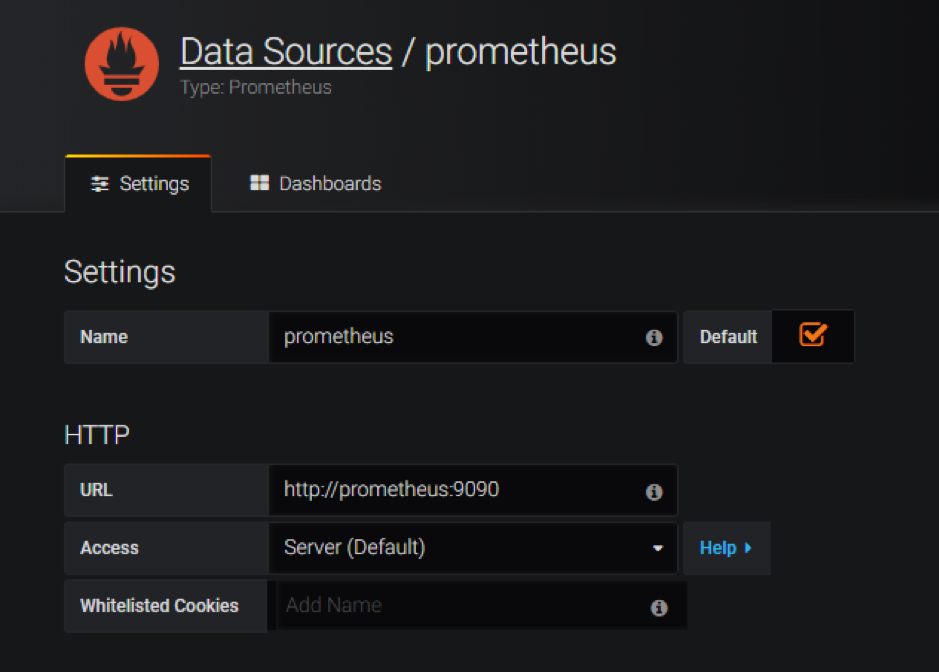 Data Sources / prometheus
Type: Prometheus
Settings Dashboards
Settings
Name prometheus Default
HTTP
URL http://prometheus:9090
Access Server (Default) Help
Whitelisted Cookies Add Name